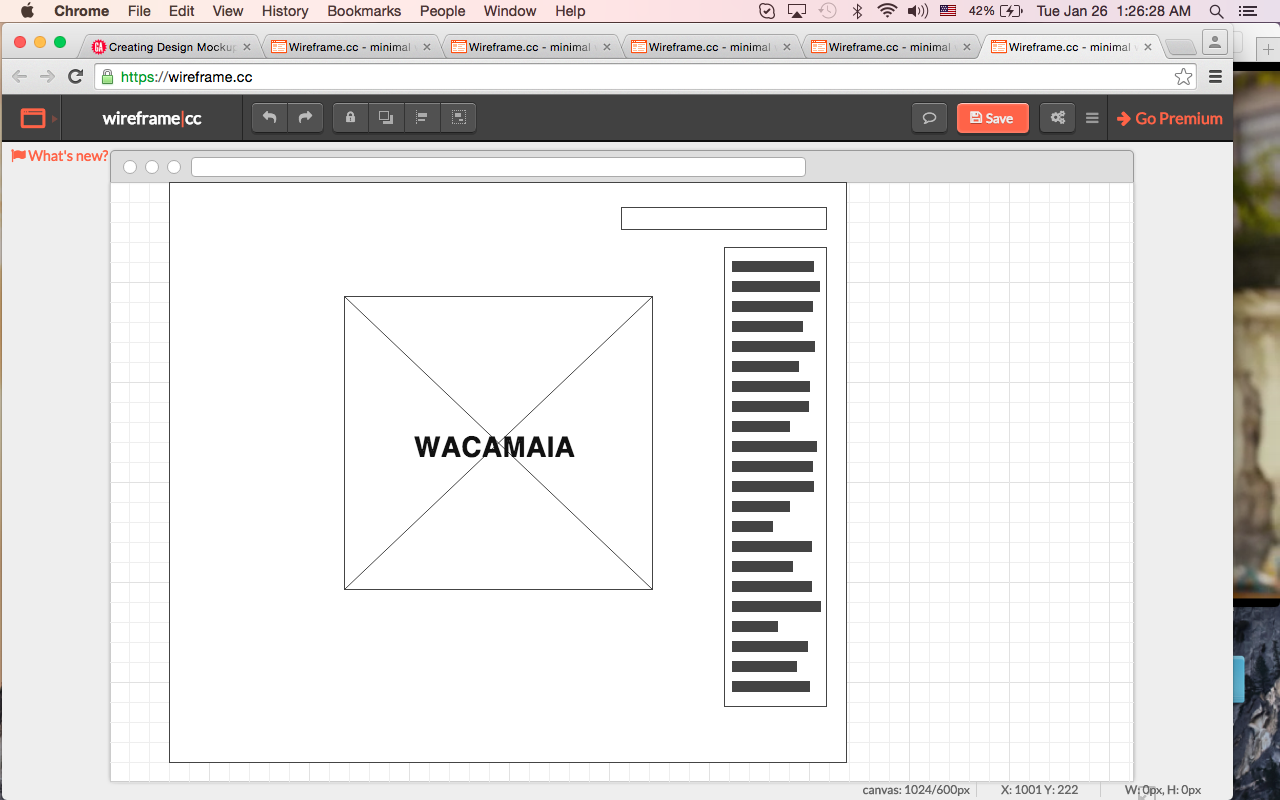 Chrome File Edit View History Bookmarks People Window Help 42% Tue Jan 26 1:26:28 AM
Creating Design Mockup
Wireframe.cc - minimal
Wireframe.cc - minimal
Wireframe.cc - minimal
Wireframe.cc - minimal
Wireframe.cc - minimal
https://wireframe.cc
wireframe|cc
Save
Go Premium
What's new?
WACAMAIA
canvas: 1024/600px X: 1001 Y: 222 W: 0px, H: 0px